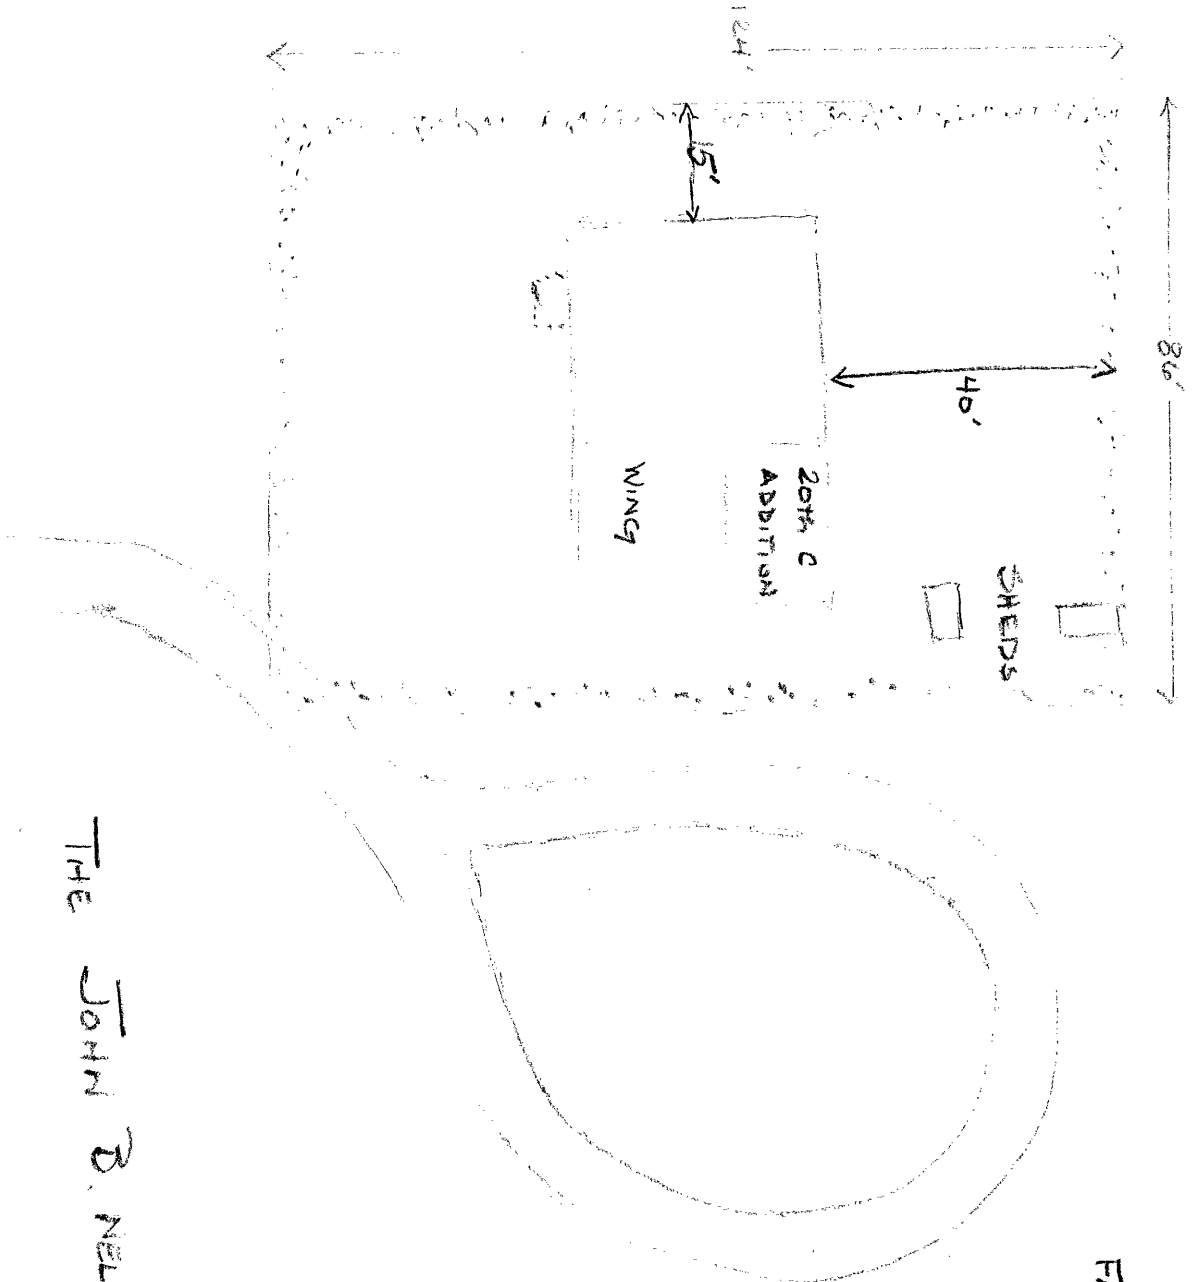 124'
86'
15'
40'
20TH C
ADDITION
WING
SHEDS
THE JOHN B. NEL